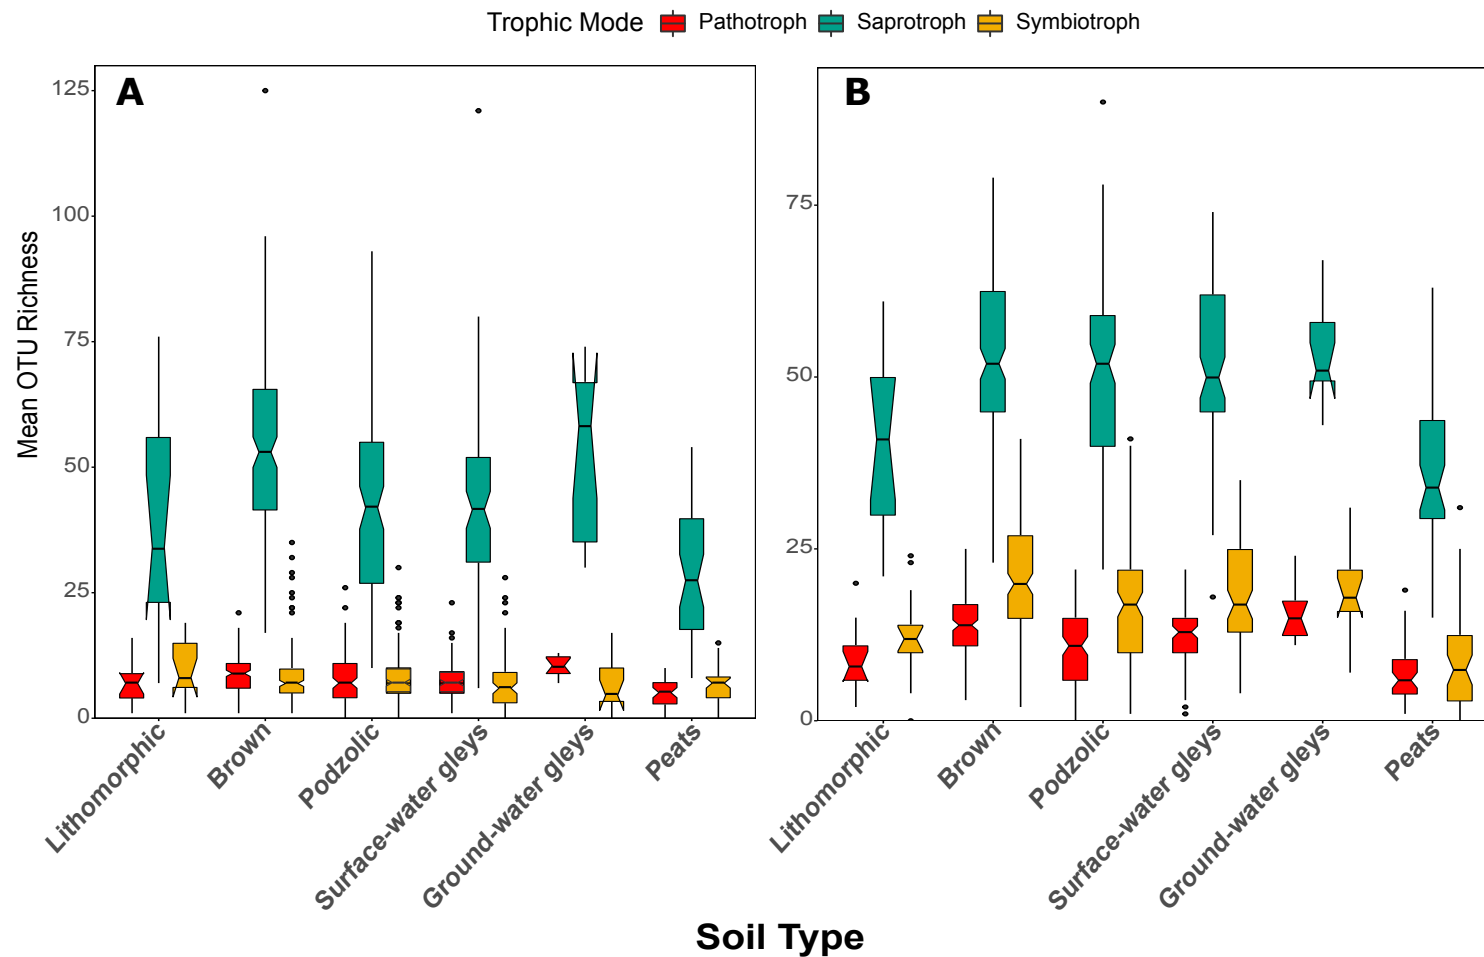 Trophic Mode Pathotroph Saprotroph Symbiotroph
A
B
Mean OTU Richness
125
100
75
50
25
0
75
50
25
0
Lithomorphic
Brown
Podzolic
Surface-water gleys
Ground-water gleys
Peats
Lithomorphic
Brown
Podzolic
Surface-water gleys
Ground-water gleys
Peats
Soil Type